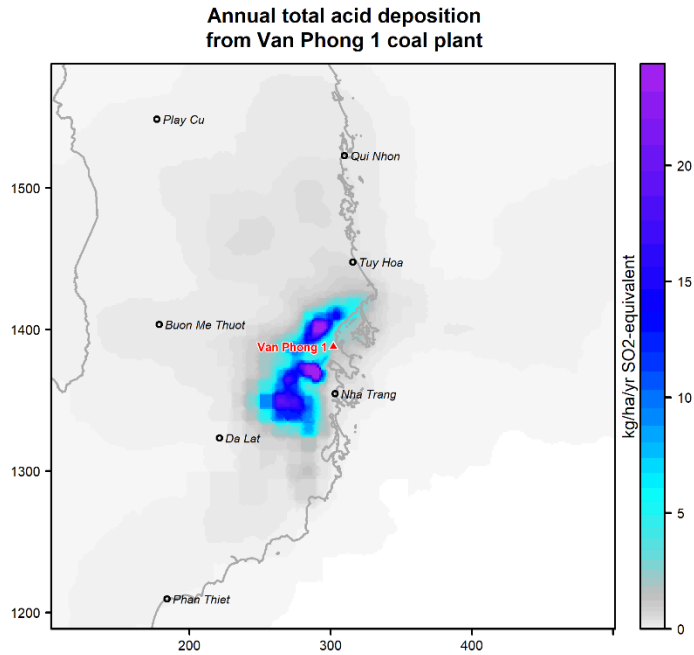 Annual total acid deposition
from Van Phong 1 coal plant
Play Cu
Qui Nhon
Tuy Hoa
Buon Me Thuot
Van Phong 1
Nha Trang
Da Lat
Phan Thiet
1500
1400
1300
1200
200
300
400
kg/ha/yr SO2-equivalent
20
15
10
5
0